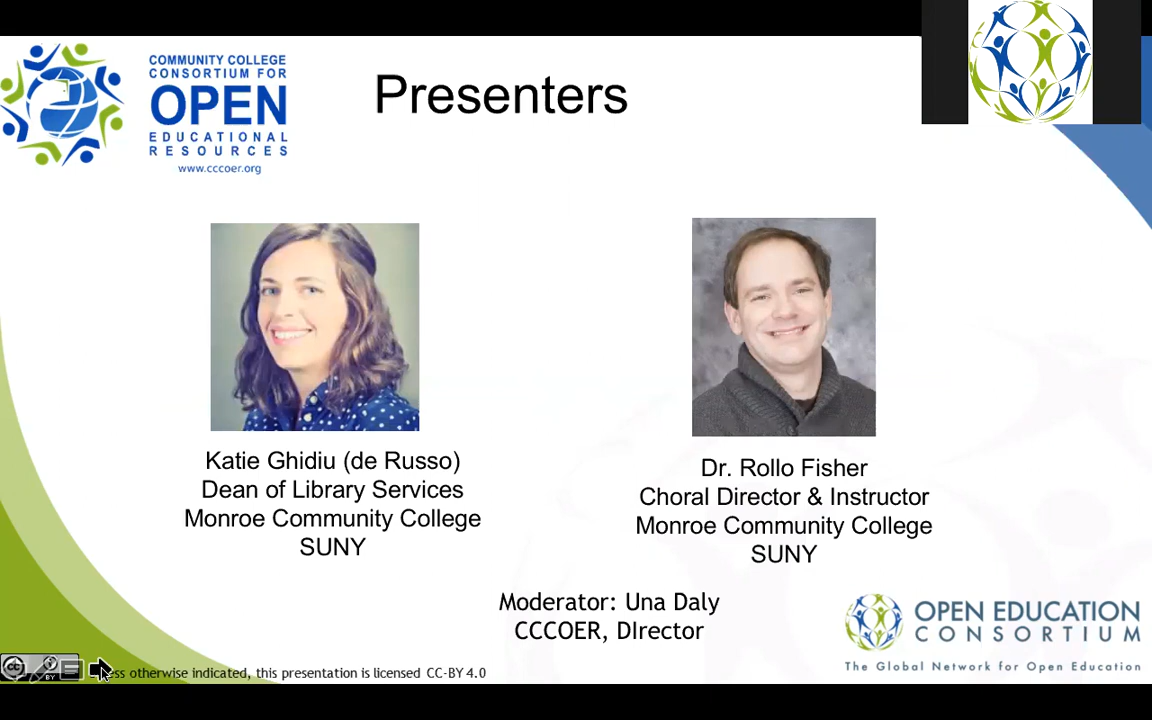 COMMUNITY COLLEGE
CONSORTIUM FOR
OPEN
EDUCATIONAL
RESOURCES
www.cccoer.org
Presenters
Katie Ghidiu (de Russo)
Dean of Library Services
Monroe Community College
SUNY
Dr. Rollo Fisher
Choral Director & Instructor
Monroe Community College
SUNY
Moderator: Una Daly
CCCOER, DIrector
OPEN EDUCATION
CONSORTIUM
The Global Network for Open Education
cc
BY
otherwise indicated, this presentation is licensed CC-BY 4.0